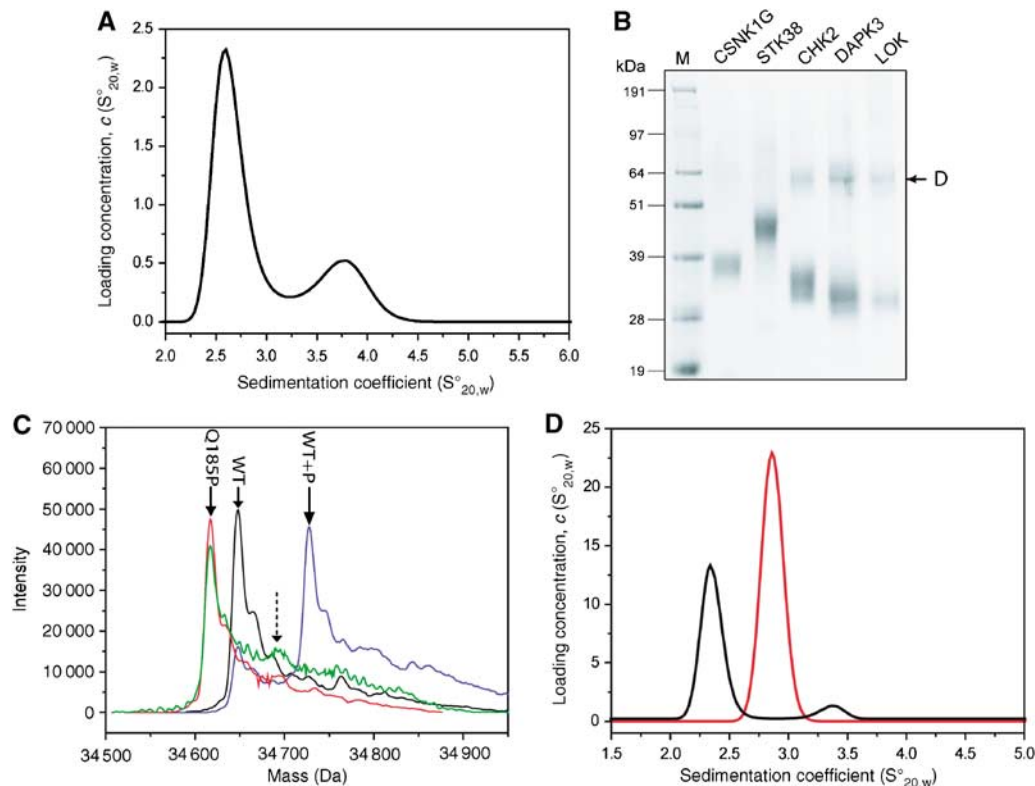 A
2.5
2.0
1.5
1.0
0.5
0.0
Loading concentration, c (S°20,w)
2.0 2.5 3.0 3.5 4.0 4.5 5.0 5.5 6.0
Sedimentation coefficient (S°20,w)
B
kDa M CSNK1G STK38 CHK2 DAPK3 LOK
191
97
64
D
51
39
28
19
C
70 000
60 000
50 000
40 000
30 000
20 000
10 000
0
Intensity
Q185P WT WT+P
34 500 34 600 34 700 34 800 34 900
Mass (Da)
D
25
20
15
10
5
0
Loading concentration, c (S°20,w)
1.5 2.0 2.5 3.0 3.5 4.0 4.5 5.0
Sedimentation coefficient (S°20,w)